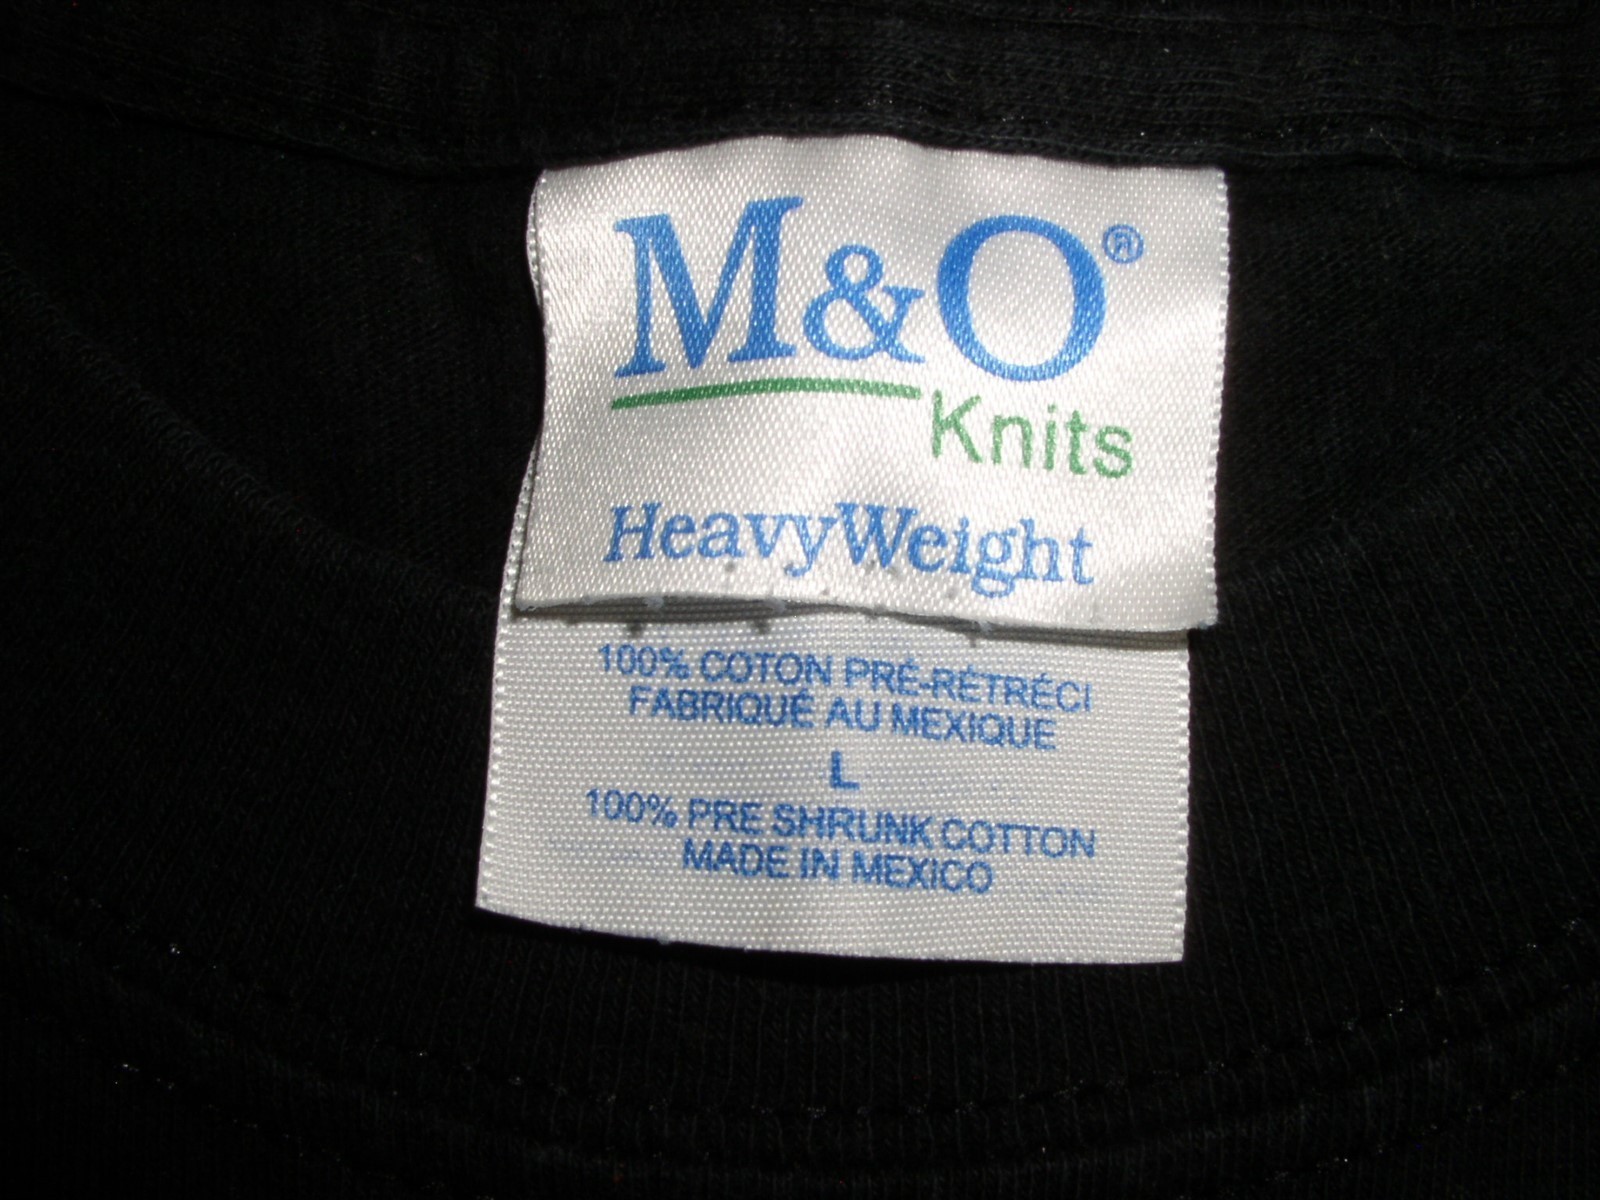 M&O®
Knits
HeavyWeight
100% COTON PRÉ-RÉTRÉCI
FABRIQUÉ AU MEXIQUE
L
100% PRE SHRUNK COTTON
MADE IN MEXICO